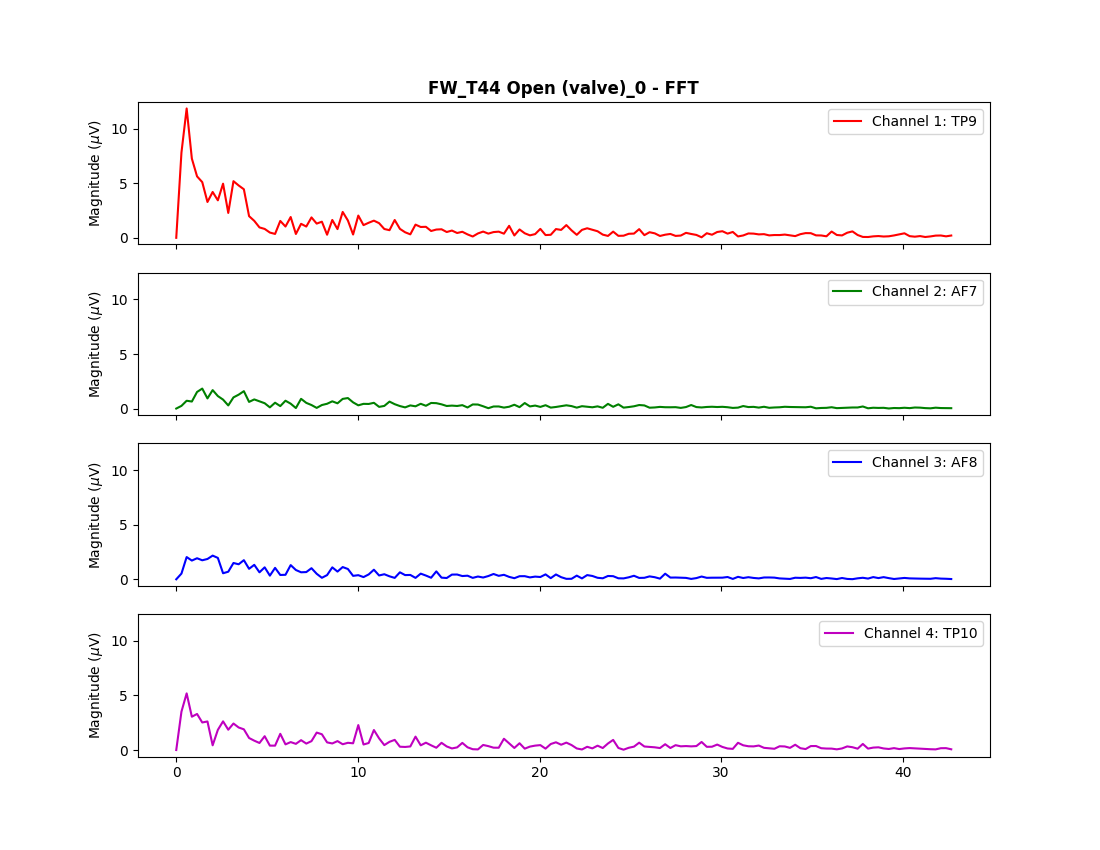 FW_T44 Open (valve)_0 - FFT
Magnitude (μV)
10
5
0
Channel 1: TP9
Magnitude (μV)
10
5
0
Channel 2: AF7
Magnitude (μV)
10
5
0
Channel 3: AF8
Magnitude (μV)
10
5
0
Channel 4: TP10
0 10 20 30 40